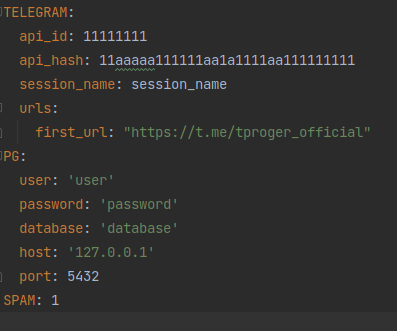 TELEGRAM:
api_id: 11111111
api_hash: 11aaaaa111111aa1a1111aa111111111
session_name: session_name
urls:
first_url: "https://t.me/tproger_official"
PG:
user: 'user'
password: 'password'
database: 'database'
host: '127.0.0.1'
port: 5432
SPAM: 1